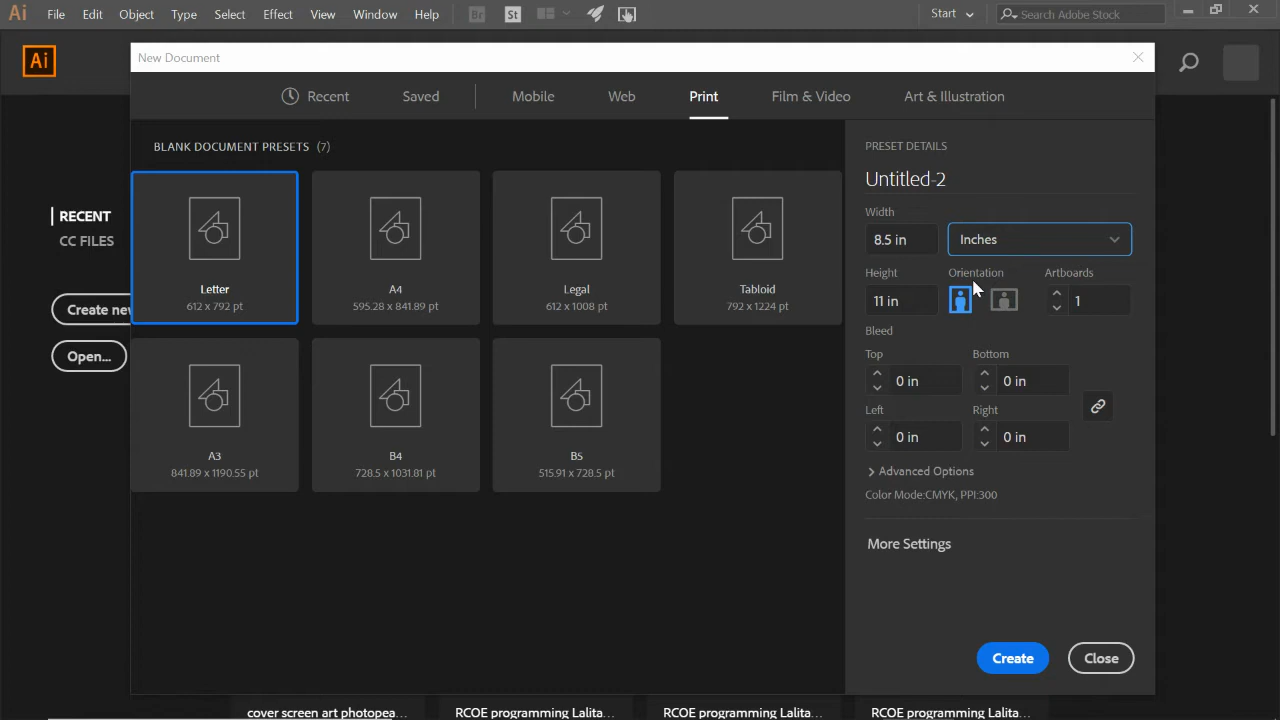 Ai File Edit Object Type Select Effect View Window Help Br St Start Search Adobe Stock
Ai
New Document
Recent Saved Mobile Web Print Film & Video Art & Illustration
BLANK DOCUMENT PRESETS (7)
Letter
612 x 792 pt
A4
595.28 x 841.89 pt
Legal
612 x 1008 pt
Tabloid
792 x 1224 pt
A3
841.89 x 1190.55 pt
B4
728.5 x 1031.81 pt
B5
515.91 x 728.5 pt
RECENT
CC FILES
Create new
Open...
PRESET DETAILS
Untitled-2
Width
8.5 in Inches
Height Orientation Artboards
11 in 1
Bleed
Top Bottom
0 in 0 in
Left Right
0 in 0 in
Advanced Options
Color Mode:CMYK, PPI:300
More Settings
Create Close
cover screen art photopea... RCOE programming Lalita... RCOE programming Lalita... RCOE programming Lalita...